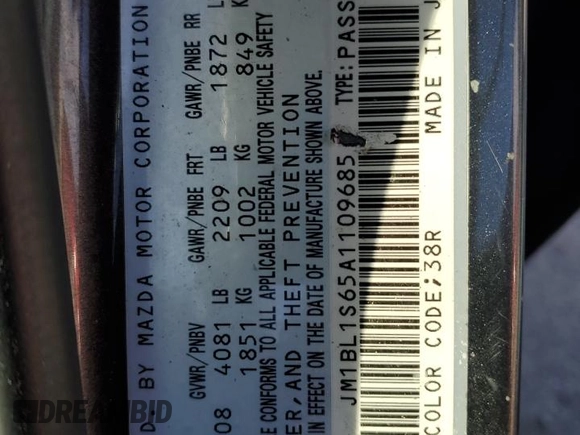 D BY MAZDA MOTOR CORPORATION
GVWR/PNBV GAWR/PNBE FRT GAWR/PNBE RR
08 4081 LB 2209 LB 1872 L
1851 KG 1002 KG 849 KG
E CONFORMS TO ALL APPLICABLE FEDERAL MOTOR VEHICLE SAFETY
ER, AND THEFT PREVENTION
IN EFFECT ON THE DATE OF MANUFACTURE SHOWN ABOVE.
JM1BL1S65A1109685 TYPE: PASS
COLOR CODE;38R MADE IN J
DREAMBID